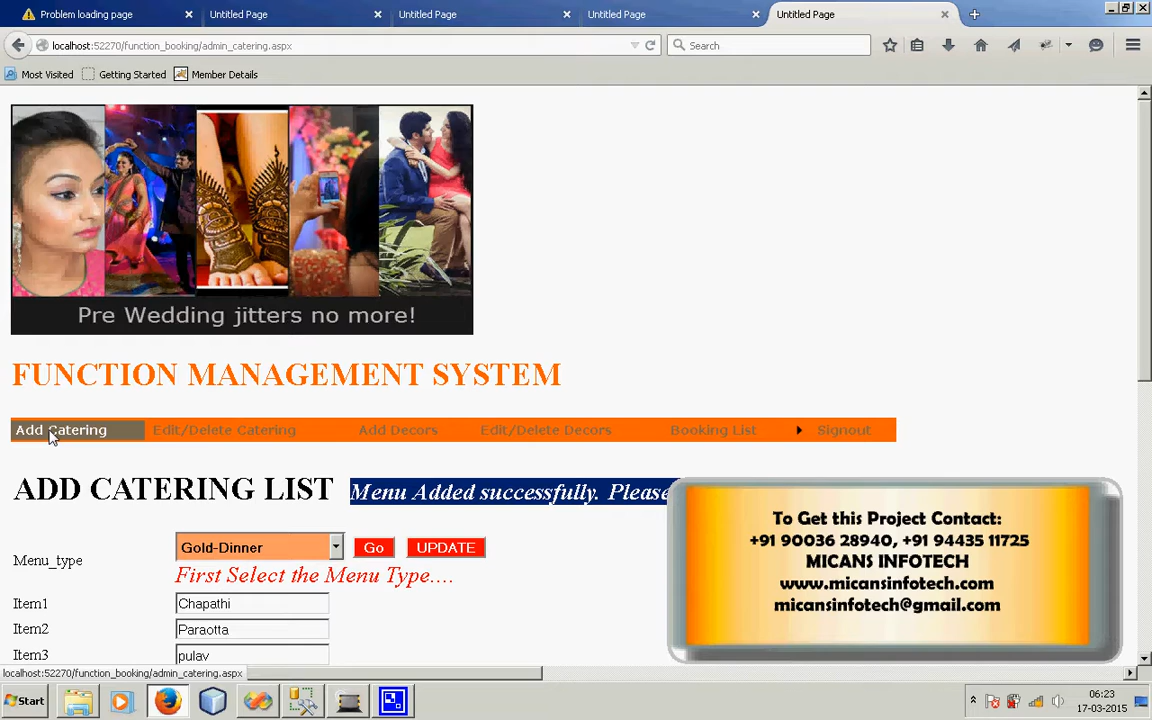 Problem loading page
Untitled Page
Untitled Page
Untitled Page
Untitled Page
localhost:52270/function_booking/admin_catering.aspx
Search
Most Visited
Getting Started
Member Details
Pre Wedding jitters no more!
FUNCTION MANAGEMENT SYSTEM
Add Catering
Edit/Delete Catering
Add Decors
Edit/Delete Decors
Booking List
Signout
ADD CATERING LIST
Menu Added successfully. Please
Menu_type
Gold-Dinner
Go
UPDATE
First Select the Menu Type....
Item1
Chapathi
Item2
Paraotta
Item3
pulav
To Get this Project Contact:
+91 90036 28940, +91 94435 11725
MICANS INFOTECH
www.micansinfotech.com
micansinfotech@gmail.com
localhost:52270/function_booking/admin_catering.aspx
Start
06:23
17-03-2015